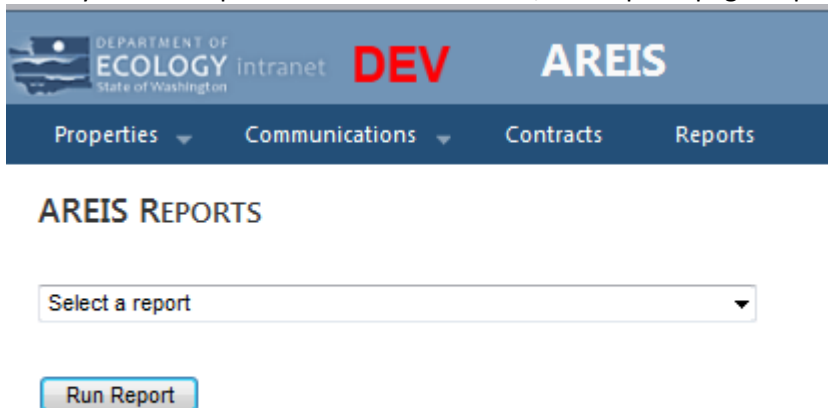 DEPARTMENT OF
ECOLOGY intranet DEV AREIS
State of Washington
Properties Communications Contracts Reports
AREIS REPORTS
Select a report
Run Report